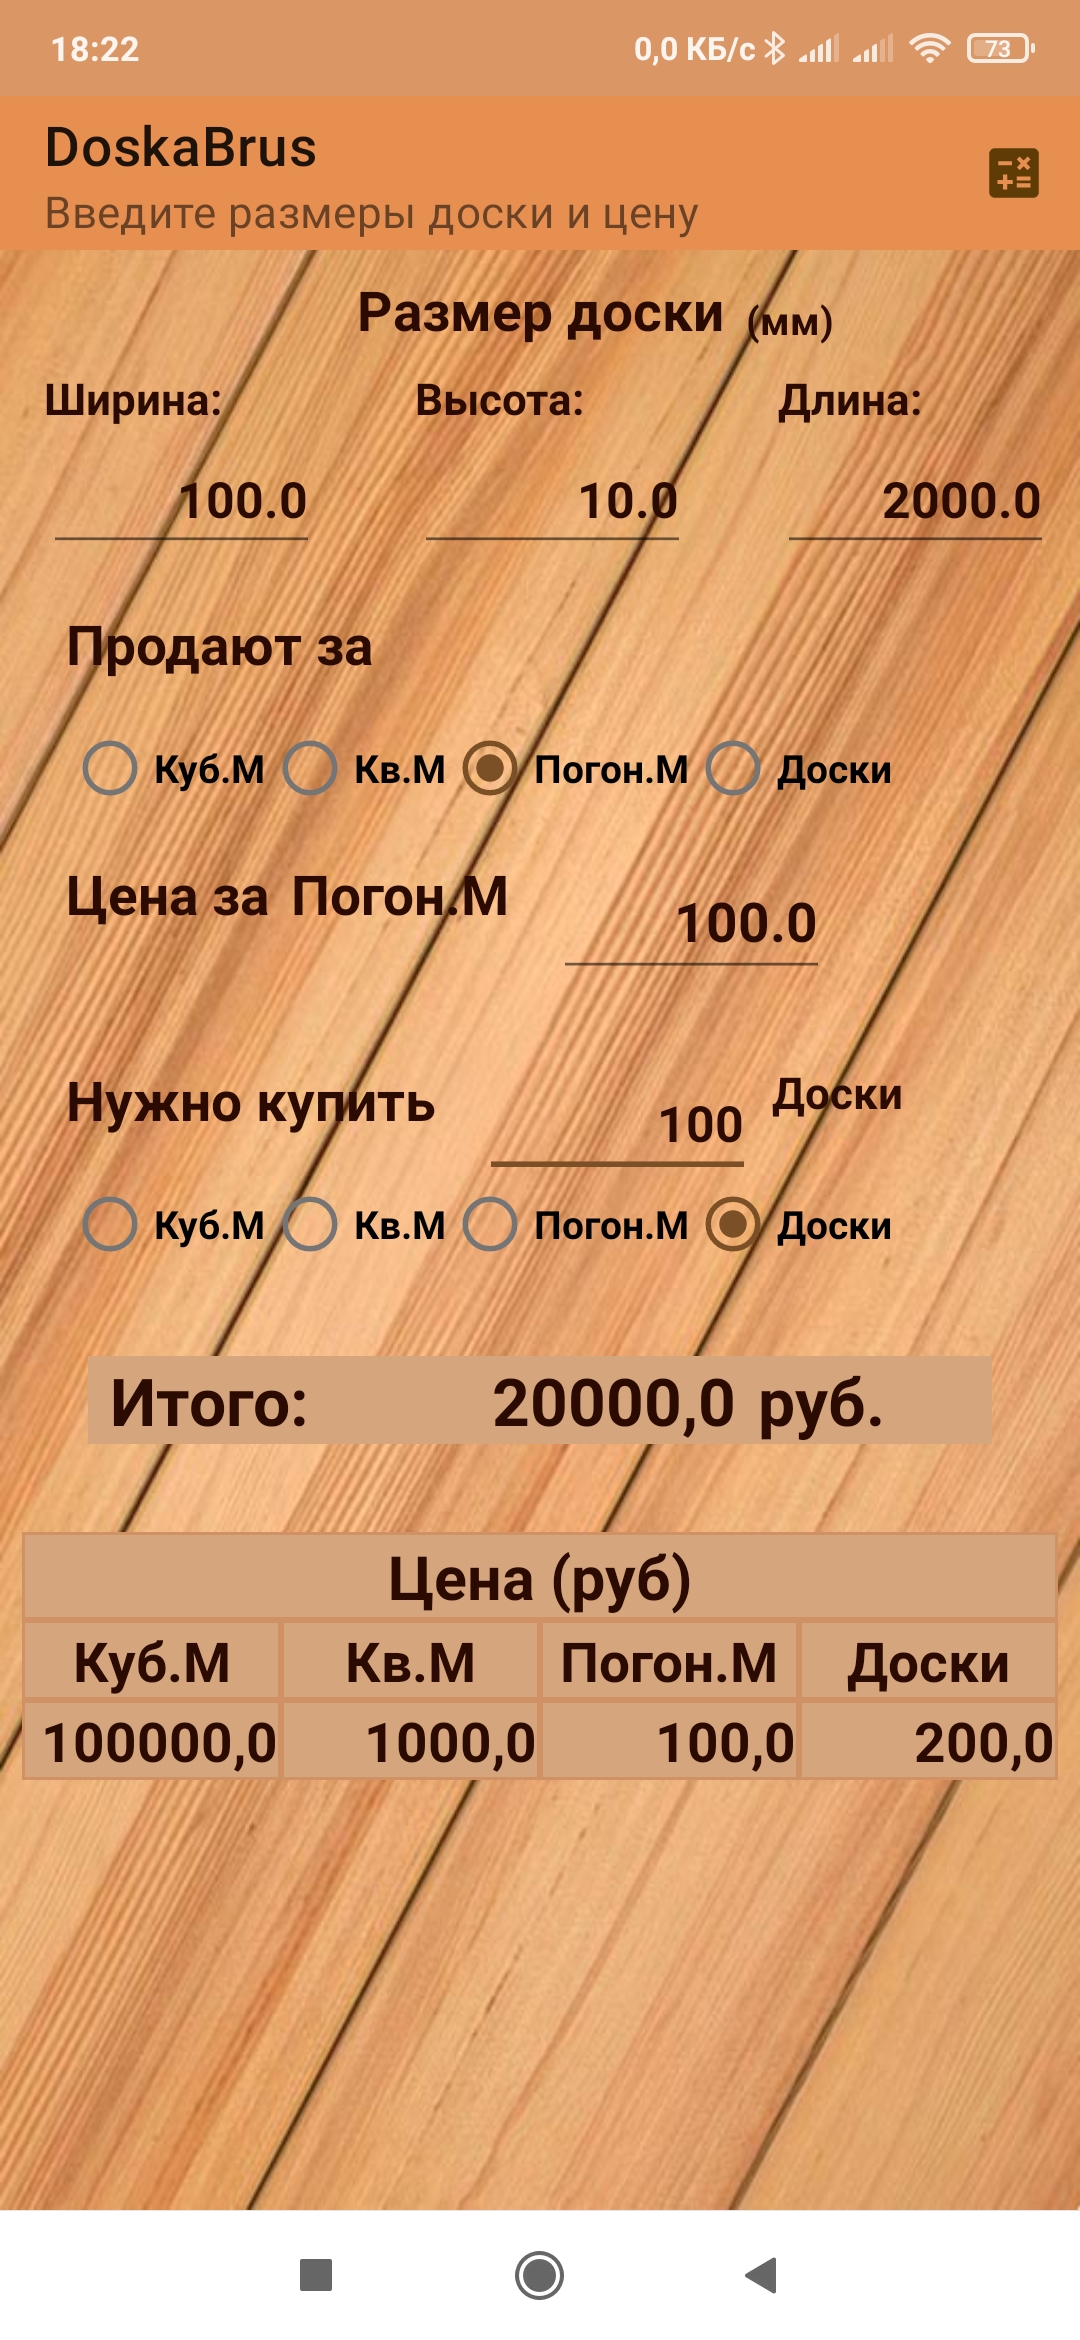 18:22 0,0 КБ/с 73
DoskaBrus
Введите размеры доски и цену
Размер доски (мм)
Ширина: Высота: Длина:
100.0 10.0 2000.0
Продают за
Куб.М Кв.М Погон.М Доски
Цена за Погон.М 100.0
Нужно купить 100 Доски
Куб.М Кв.М Погон.М Доски
Итого: 20000,0 руб.
Цена (руб)
Куб.М Кв.М Погон.М Доски
100000,0 1000,0 100,0 200,0